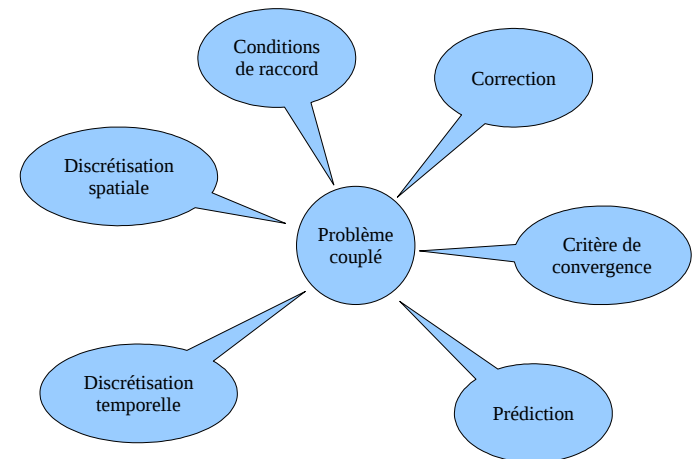 Conditions
de raccord
Correction
Discrétisation
spatiale
Problème
couplé
Critère de
convergence
Discrétisation
temporelle
Prédiction